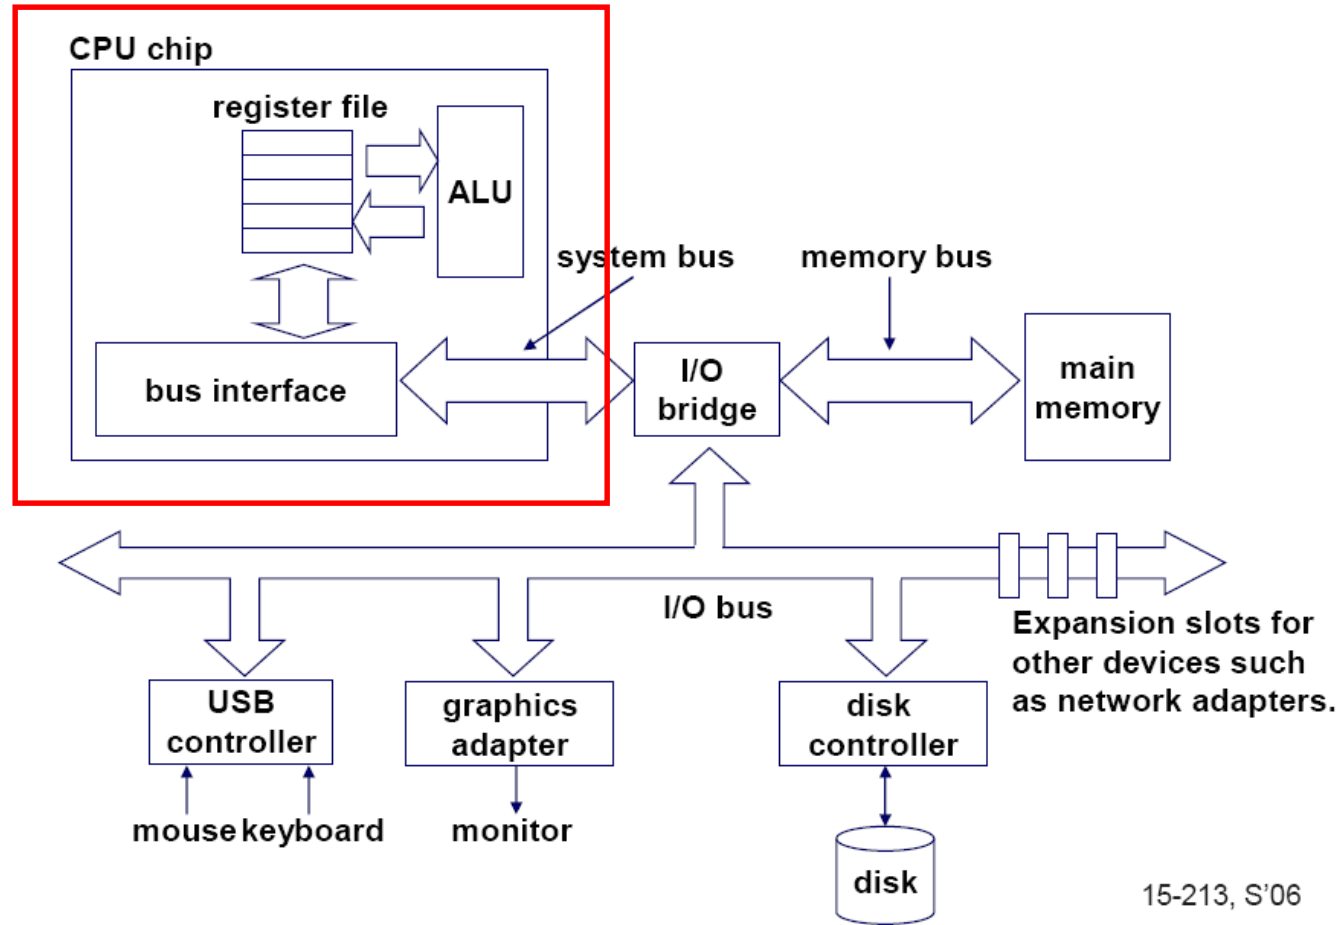 CPU chip
register file
ALU
system bus
memory bus
bus interface
I/O
bridge
main
memory
I/O bus
Expansion slots for
other devices such
as network adapters.
USB
controller
graphics
adapter
disk
controller
mouse
keyboard
monitor
disk
15-213, S’06